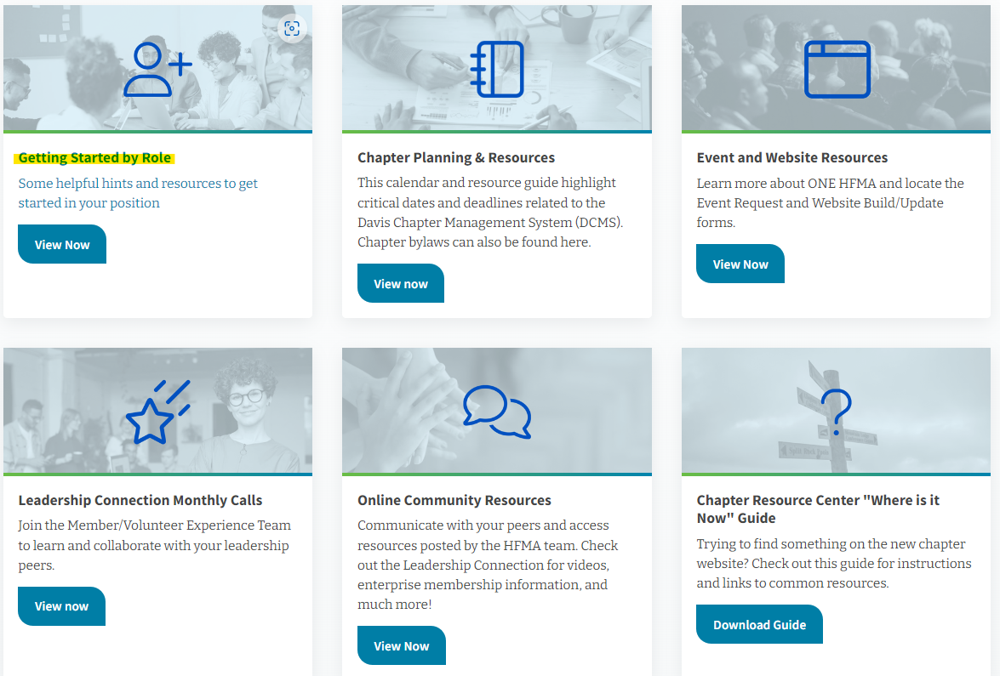 Getting Started by Role
Some helpful hints and resources to get
started in your position
View Now
Chapter Planning & Resources
This calendar and resource guide highlight
critical dates and deadlines related to the
Davis Chapter Management System (DCMS).
Chapter bylaws can also be found here.
View now
Event and Website Resources
Learn more about ONE HFMA and locate the
Event Request and Website Build/Update
forms.
View Now
Leadership Connection Monthly Calls
Join the Member/Volunteer Experience Team
to learn and collaborate with your leadership
peers.
View now
Online Community Resources
Communicate with your peers and access
resources posted by the HFMA team. Check
out the Leadership Connection for videos,
enterprise membership information, and
much more!
View Now
Chapter Resource Center "Where is it
Now" Guide
Trying to find something on the new chapter
website? Check out this guide for instructions
and links to common resources.
Download Guide